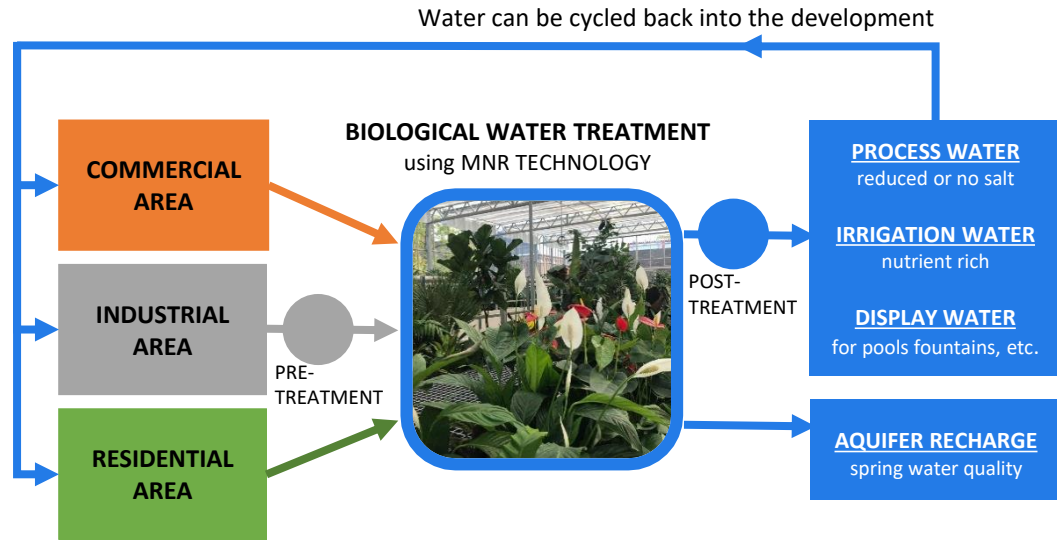 Water can be cycled back into the development
BIOLOGICAL WATER TREATMENT
using MNR TECHNOLOGY
COMMERCIAL
AREA
INDUSTRIAL
AREA
PRE-
TREATMENT
RESIDENTIAL
AREA
POST-
TREATMENT
PROCESS WATER
reduced or no salt
IRRIGATION WATER
nutrient rich
DISPLAY WATER
for pools fountains, etc.
AQUIFER RECHARGE
spring water quality